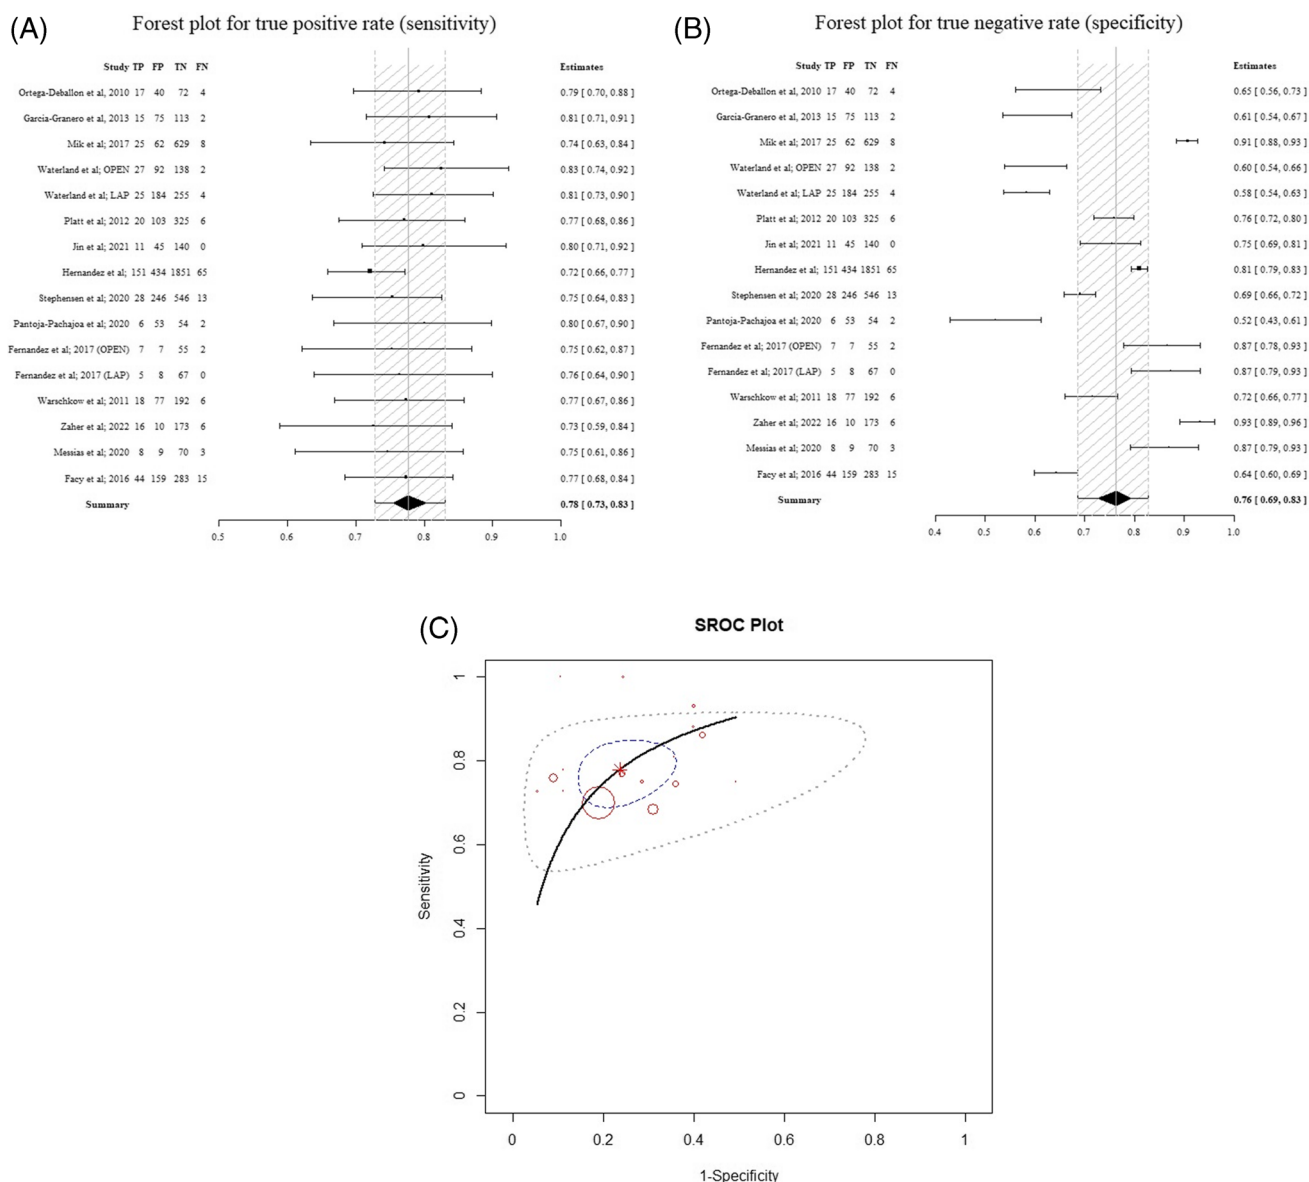 (A) Forest plot for true positive rate (sensitivity)
Study TP FP TN FN Estimates
Ortega-Deballon et al, 2010 17 40 72 4 0.79 [ 0.70, 0.88 ]
Garcia-Granero et al, 2013 15 75 113 2 0.81 [ 0.71, 0.91 ]
Mik et al; 2017 25 62 629 8 0.74 [ 0.63, 0.84 ]
Waterland et al; OPEN 27 92 138 2 0.83 [ 0.74, 0.92 ]
Waterland et al; LAP 25 184 255 4 0.81 [ 0.73, 0.90 ]
Platt et al; 2012 20 103 325 6 0.77 [ 0.68, 0.86 ]
Jin et al; 2021 11 45 140 0 0.80 [ 0.71, 0.92 ]
Hernandez et al; 151 434 1851 65 0.72 [ 0.66, 0.77 ]
Stephensen et al; 2020 28 246 546 13 0.75 [ 0.64, 0.83 ]
Pantoja-Pachajoa et al; 2020 6 53 54 2 0.80 [ 0.67, 0.90 ]
Fernandez et al; 2017 (OPEN) 7 7 55 2 0.75 [ 0.62, 0.87 ]
Fernandez et al; 2017 (LAP) 5 8 67 0 0.76 [ 0.64, 0.90 ]
Warschkow et al; 2011 18 77 192 6 0.77 [ 0.67, 0.86 ]
Zaher et al; 2022 16 10 173 6 0.73 [ 0.59, 0.84 ]
Messias et al; 2020 8 9 70 3 0.75 [ 0.61, 0.86 ]
Facy et al; 2016 44 159 283 15 0.77 [ 0.68, 0.84 ]
Summary 0.78 [ 0.73, 0.83 ]
0.5 0.6 0.7 0.8 0.9 1.0
(B) Forest plot for true negative rate (specificity)
Study TP FP TN FN Estimates
Ortega-Deballon et al, 2010 17 40 72 4 0.65 [ 0.56, 0.73 ]
Garcia-Granero et al, 2013 15 75 113 2 0.61 [ 0.54, 0.67 ]
Mik et al; 2017 25 62 629 8 0.91 [ 0.88, 0.93 ]
Waterland et al; OPEN 27 92 138 2 0.60 [ 0.54, 0.66 ]
Waterland et al; LAP 25 184 255 4 0.58 [ 0.54, 0.63 ]
Platt et al; 2012 20 103 325 6 0.76 [ 0.72, 0.80 ]
Jin et al; 2021 11 45 140 0 0.75 [ 0.69, 0.81 ]
Hernandez et al; 151 434 1851 65 0.81 [ 0.79, 0.83 ]
Stephensen et al; 2020 28 246 546 13 0.69 [ 0.66, 0.72 ]
Pantoja-Pachajoa et al; 2020 6 53 54 2 0.52 [ 0.43, 0.61 ]
Fernandez et al; 2017 (OPEN) 7 7 55 2 0.87 [ 0.78, 0.93 ]
Fernandez et al; 2017 (LAP) 5 8 67 0 0.87 [ 0.79, 0.93 ]
Warschkow et al; 2011 18 77 192 6 0.72 [ 0.66, 0.77 ]
Zaher et al; 2022 16 10 173 6 0.93 [ 0.89, 0.96 ]
Messias et al; 2020 8 9 70 3 0.87 [ 0.79, 0.93 ]
Facy et al; 2016 44 159 283 15 0.64 [ 0.60, 0.69 ]
Summary 0.76 [ 0.69, 0.83 ]
0.4 0.5 0.6 0.7 0.8 0.9 1.0
(C) SROC Plot
1
0.8
0.6
0.4
0.2
0
Sensitivity
0 0.2 0.4 0.6 0.8 1
1-Specificity